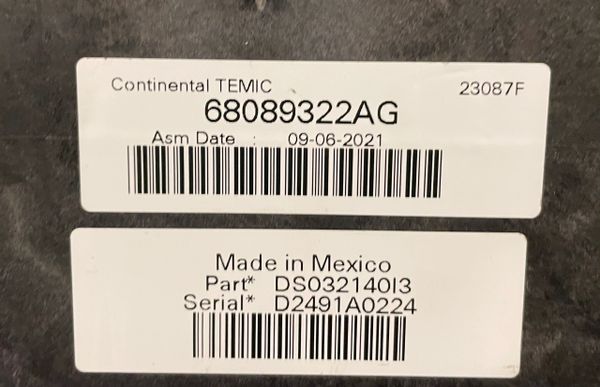 Continental TEMIC 23087F
68089322AG
Asm Date : 09-06-2021
Made in Mexico
Part* DS03214013
Serial* D2491A0224